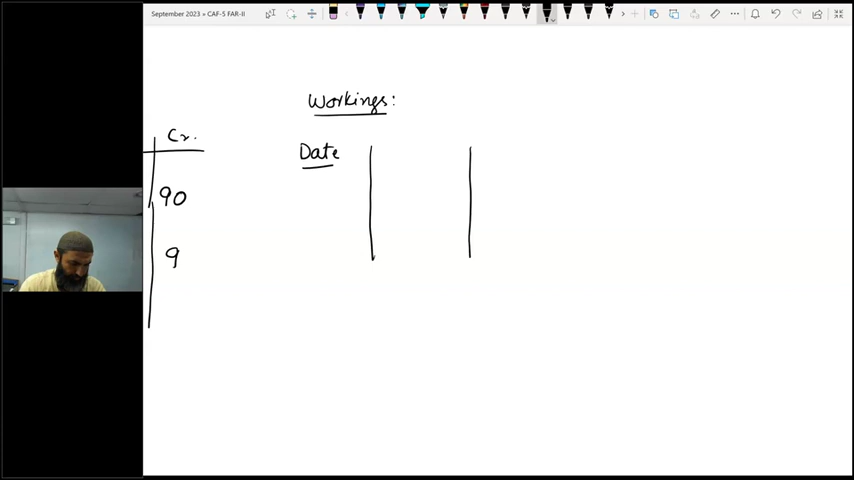 September 2023 » CAF-5 FAR-II
Workings:
Cr.
Date
90
9